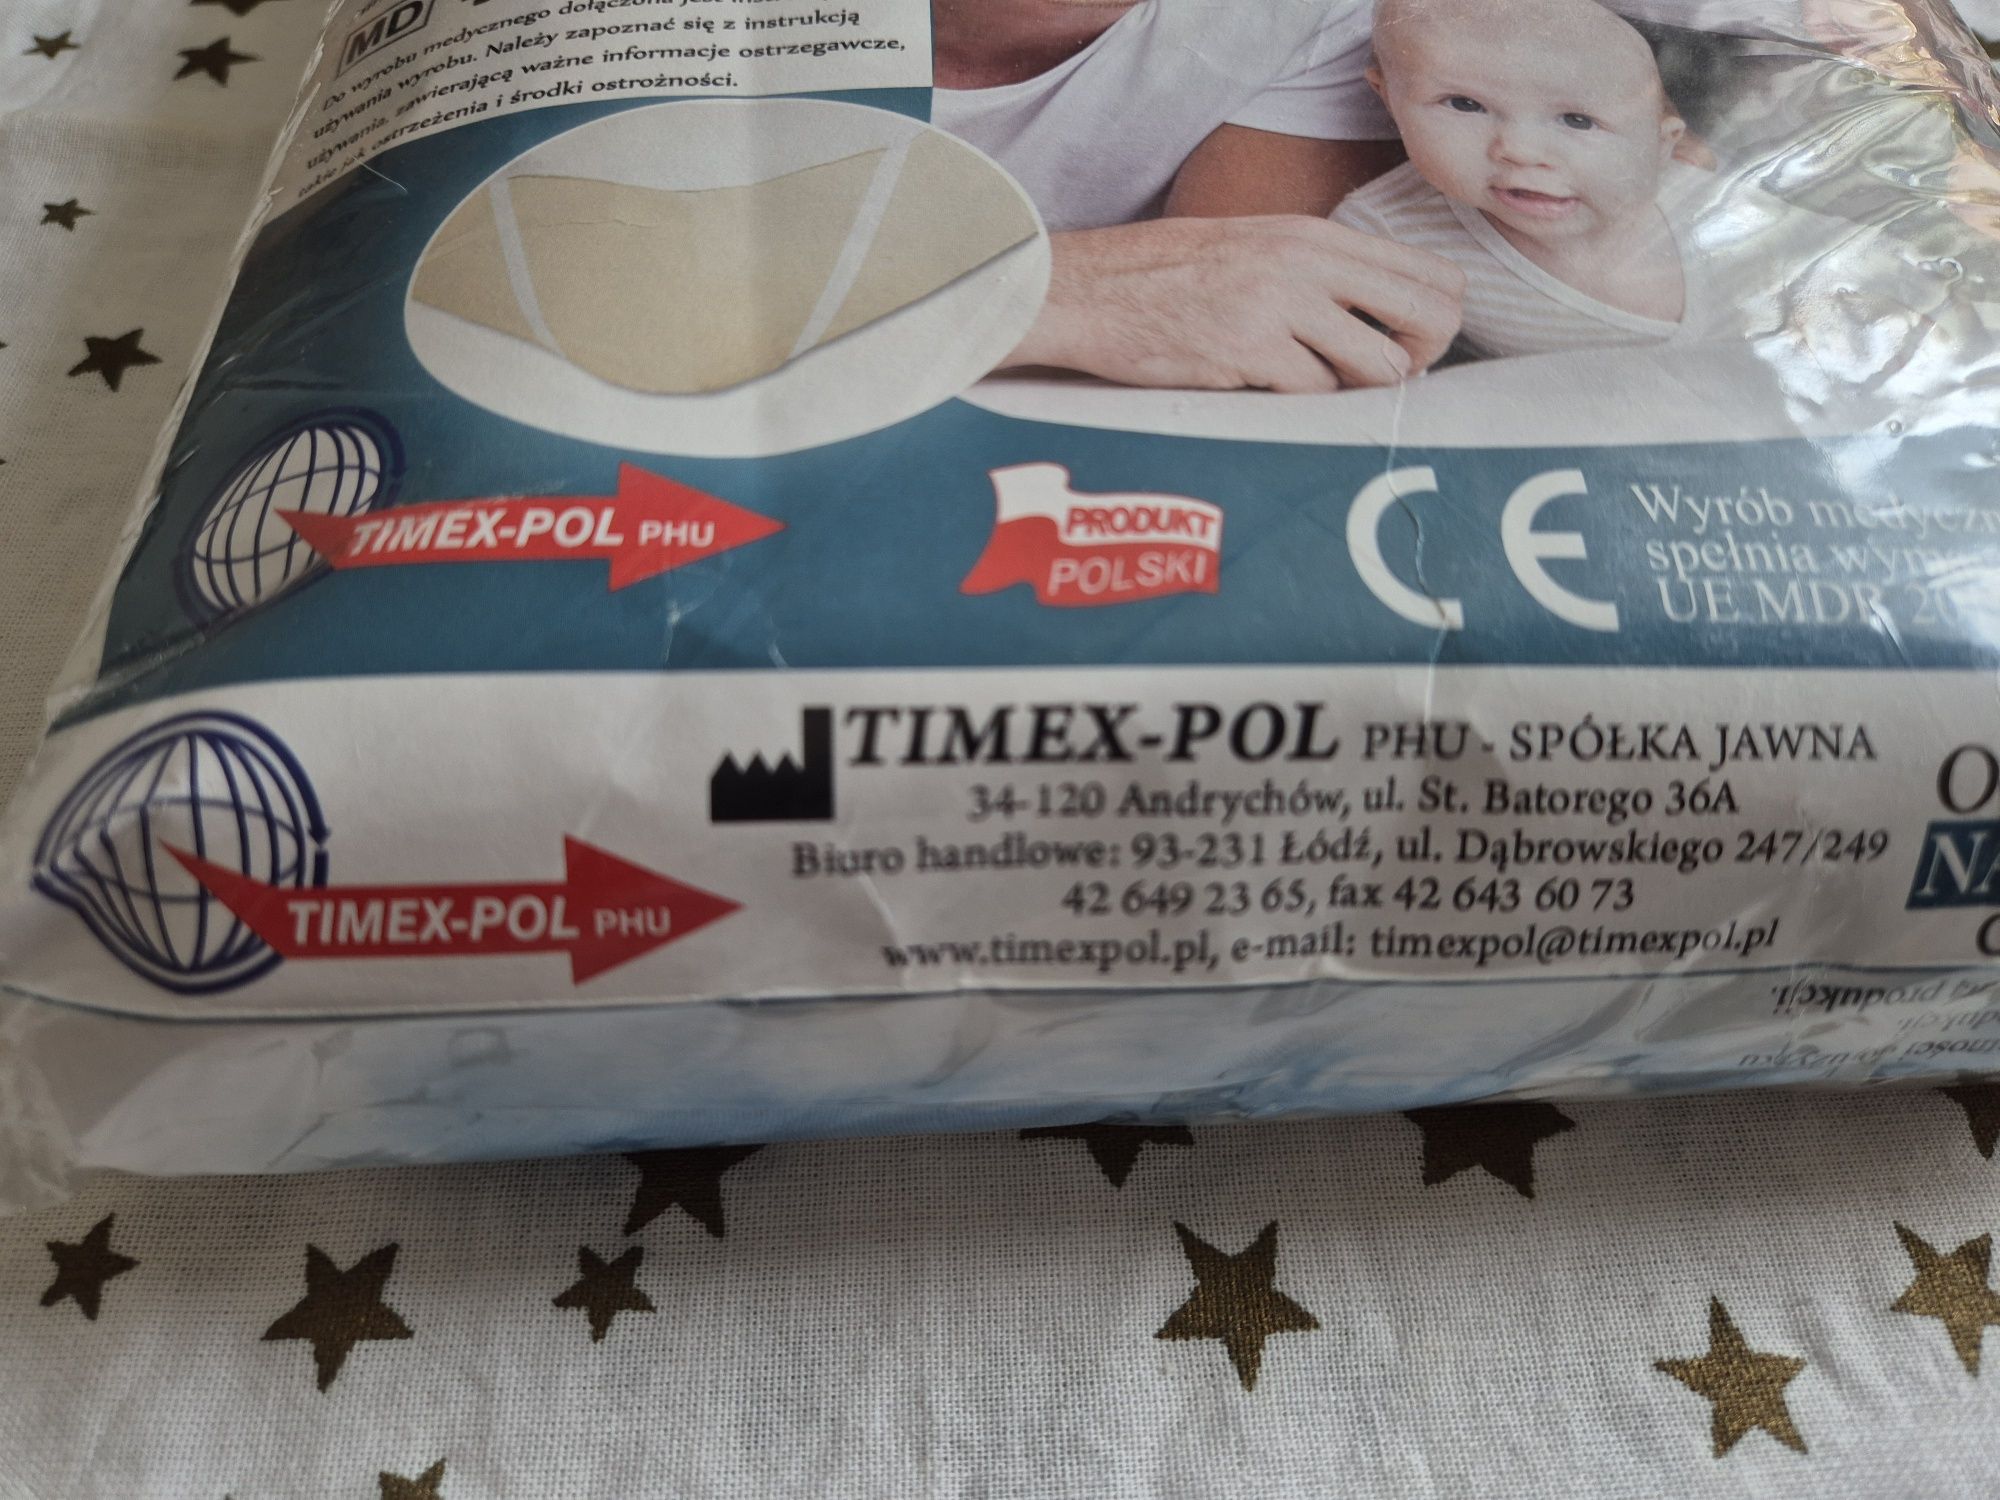 MD
Do wyrobu medycznego dołączona jest
używania wyrobu. Należy zapoznać się z instrukcją
używania, zawierającą ważne informacje ostrzegawcze,
takie jak ostrzeżenia i środki ostrożności.
TIMEX-POL PHU
PRODUKT
POLSKI
CE
Wyrób
spełnia
UE MDR
TIMEX-POL PHU - SPÓŁKA JAWNA
34-120 Andrychów, ul. St. Batorego 36A
Biuro handlowe: 93-231 Łódź, ul. Dąbrowskiego 247/249
42 649 23 65, fax 42 643 60 73
www.timexpol.pl, e-mail: timexpol@timexpol.pl
TIMEX-POL PHU
produkcji.